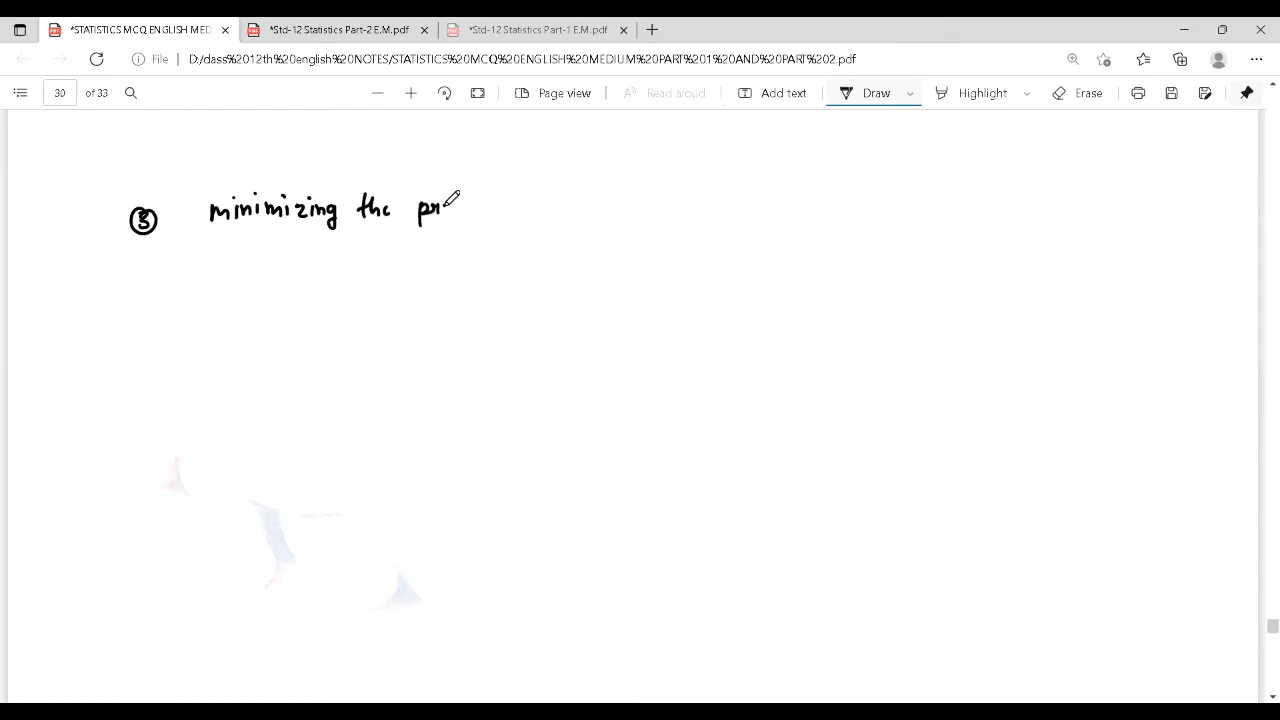 *STATISTICS MCQ ENGLISH MED
*Std-12 Statistics Part-2 E.M.pdf
*Std-12 Statistics Part-1 E.M.pdf
File
D:/class%2012th%20english%20NOTES/STATISTICS%20MCQ%20ENGLISH%20MEDIUM%20PART%201%20AND%20PART%202.pdf
30 of 33
Page view
Read aloud
Add text
Draw
Highlight
Erase
③ minimizing the pr